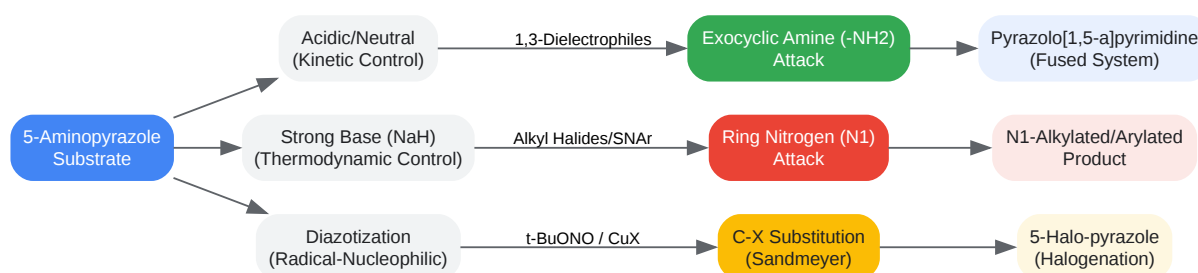 5-Aminopyrazole
Substrate
Acidic/Neutral
(Kinetic Control)
1,3-Dielectrophiles
Exocyclic Amine (-NH2)
Attack
Pyrazolo[1,5-a]pyrimidine
(Fused System)
Strong Base (NaH)
(Thermodynamic Control)
Alkyl Halides/SNAr
Ring Nitrogen (N1)
Attack
N1-Alkylated/Arylated
Product
Diazotization
(Radical-Nucleophilic)
t-BuONO / CuX
C-X Substitution
(Sandmeyer)
5-Halo-pyrazole
(Halogenation)